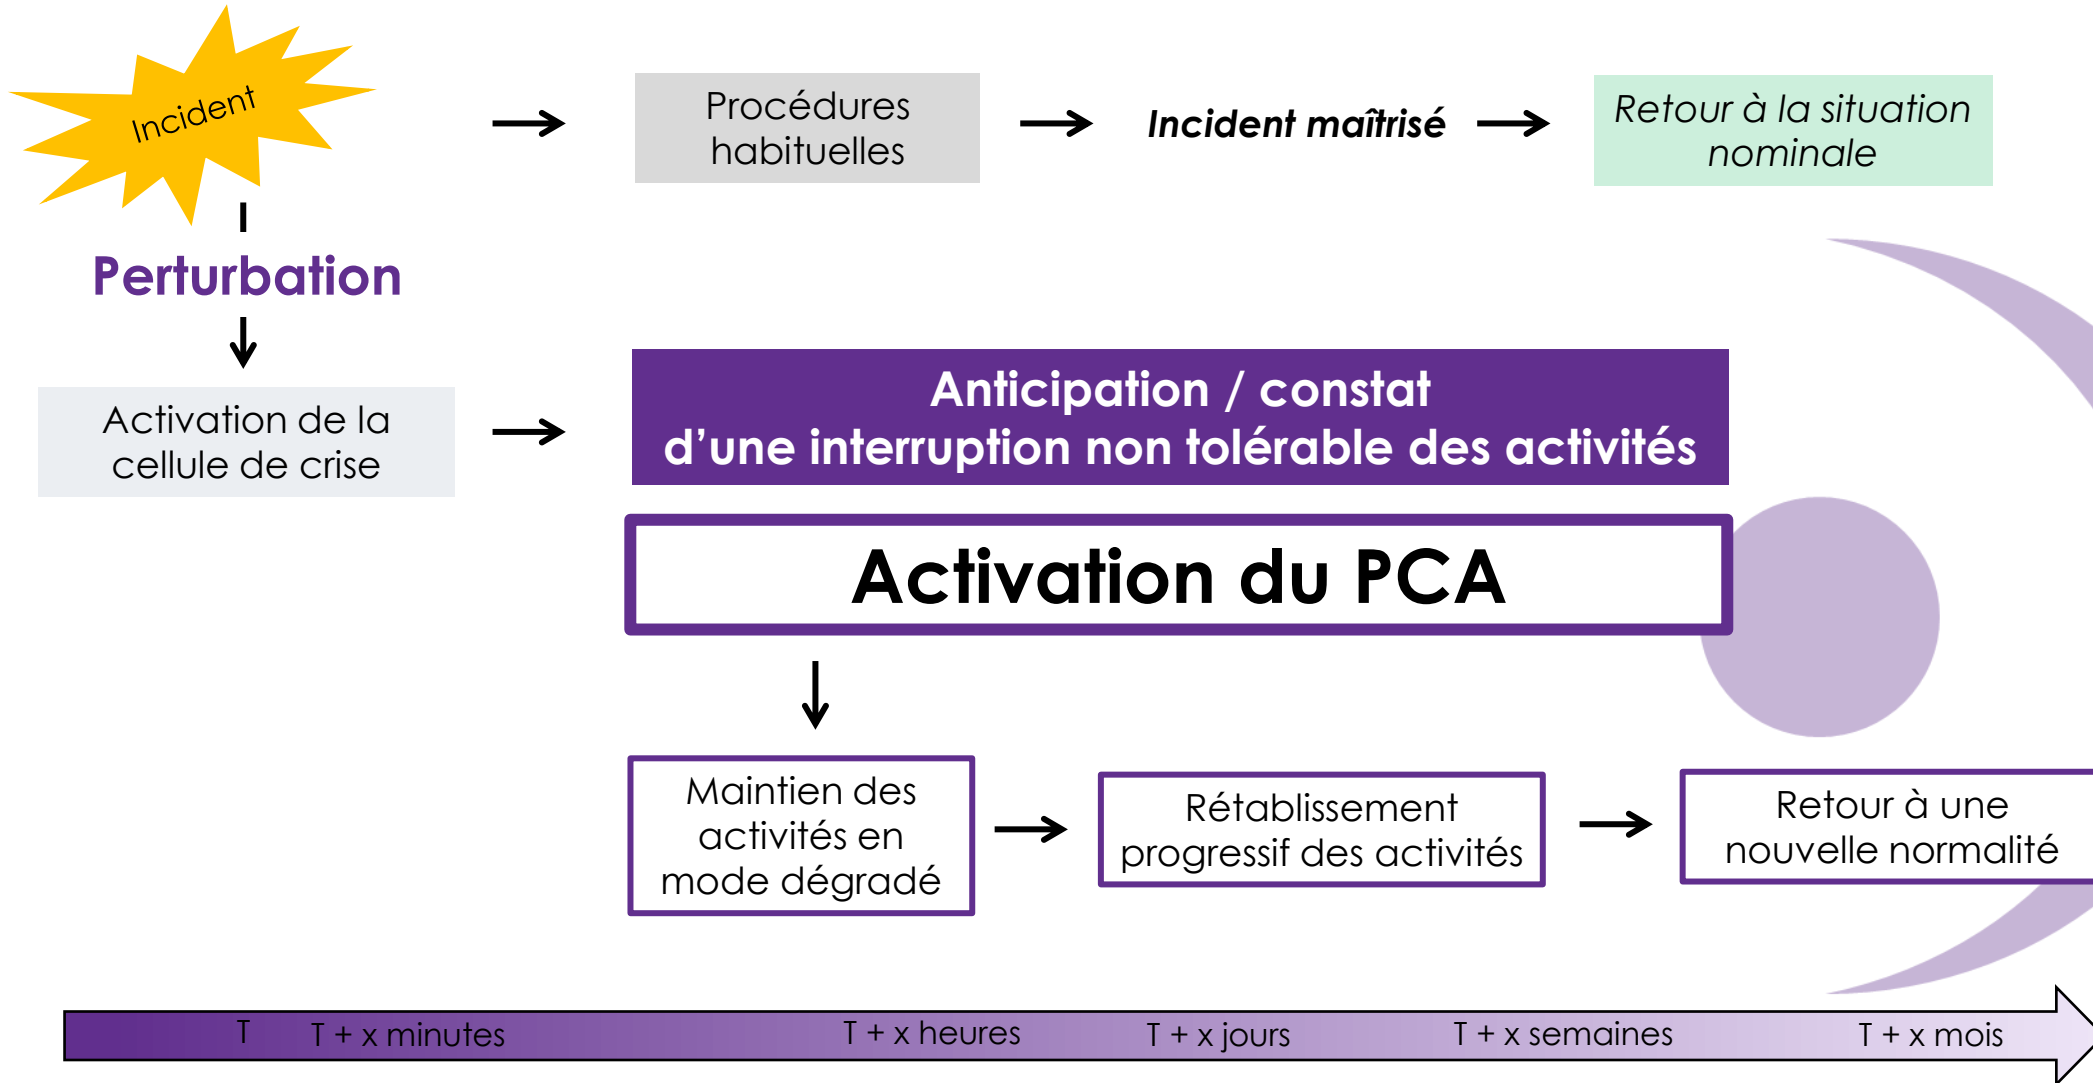 Incident
Procédures
habituelles
Incident maîtrisé
Retour à la situation
nominale
Perturbation
Activation de la
cellule de crise
Anticipation / constat
d’une interruption non tolérable des activités
Activation du PCA
Maintien des
activités en
mode dégradé
Rétablissement
progressif des activités
Retour à une
nouvelle normalité
T
T + x minutes
T + x heures
T + x jours
T + x semaines
T + x mois